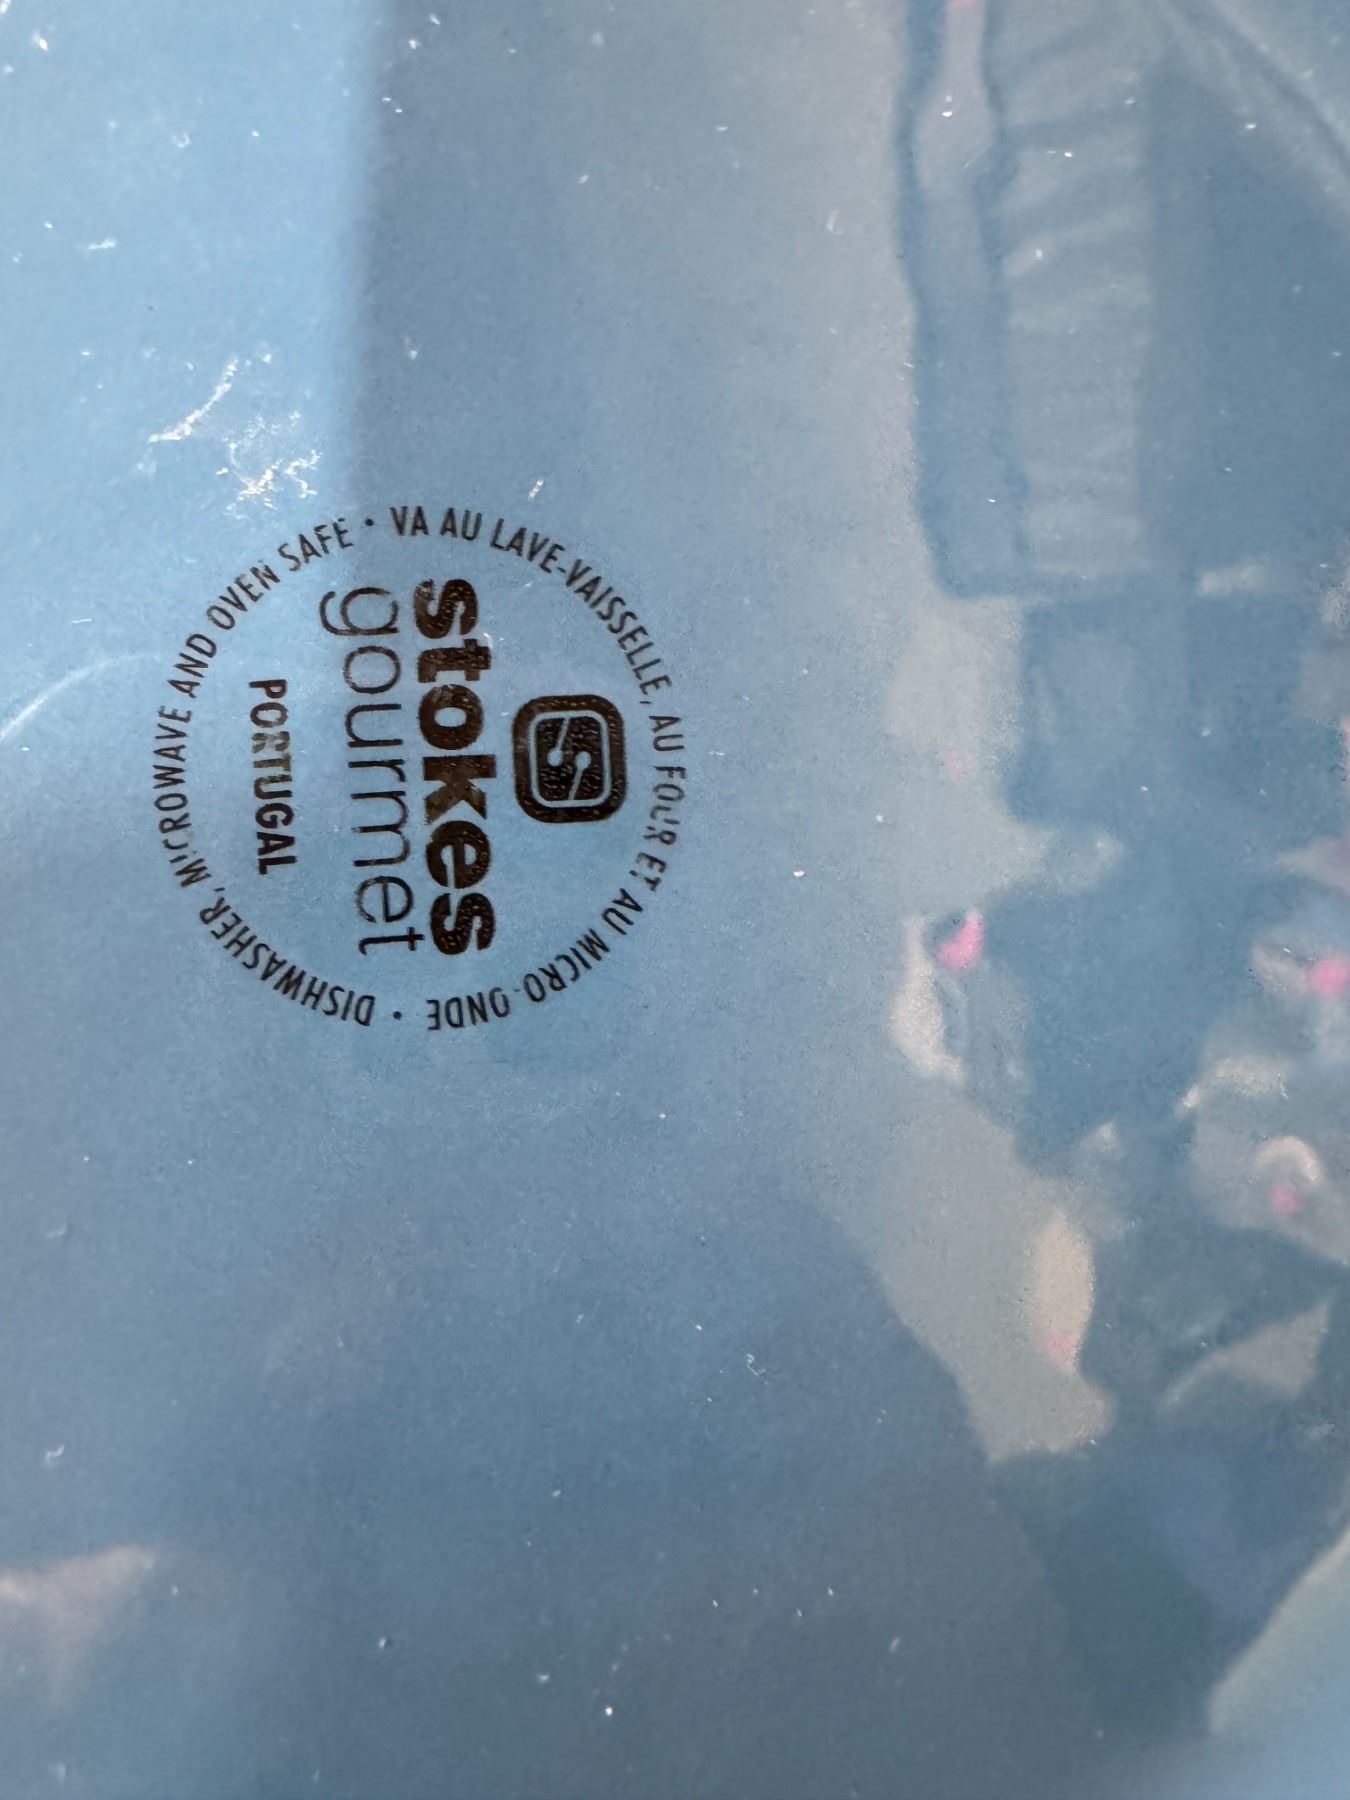 VA AU LAVE-VAISSELLE, AU FOUR ET AU MICRO-ONDE •
S
stokes
gourmet
PORTUGAL
DISHWASHER, MICROWAVE AND OVEN SAFE •